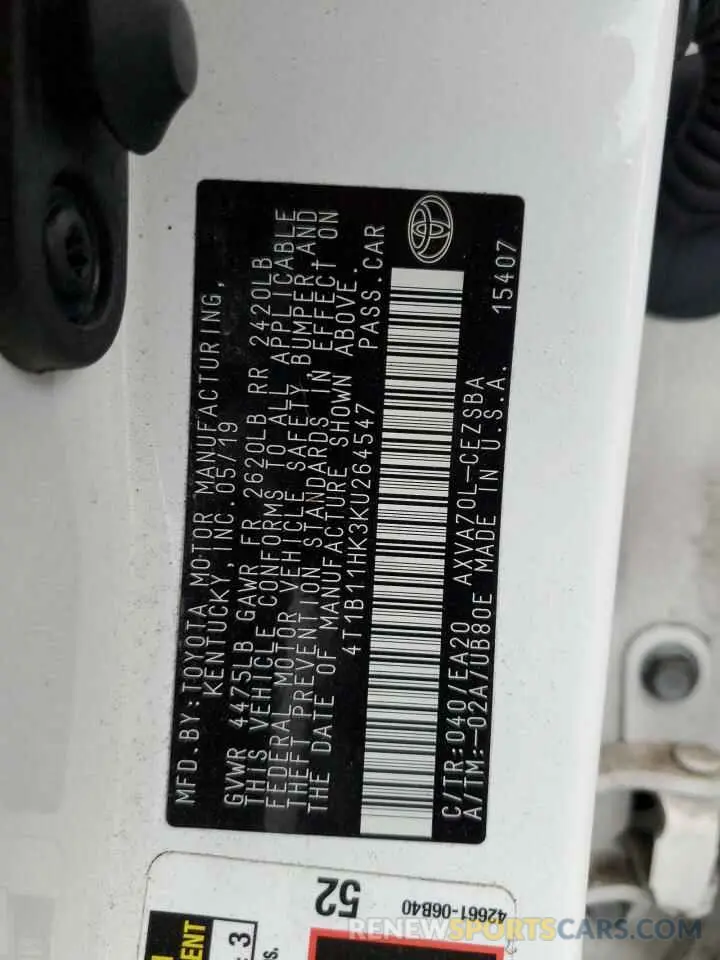 MFD.BY:TOYOTA MOTOR MANUFACTURING,
KENTUCKY, INC.05/19
GVWR 4475LB GAWR FR 2620LB RR 2420LB
THIS VEHICLE CONFORMS TO ALL APPLICABLE
FEDERAL MOTOR VEHICLE SAFETY, BUMPER, AND
THEFT PREVENTION STANDARDS IN EFFECT ON
THE DATE OF MANUFACTURE SHOWN ABOVE.
4T1B11HK3KU264547 PASS.CAR
C/TR:040/EA20 AXVA70L-CEZSBA
A/TM:-02A/UB80E MADE IN U.S.A. 15407
52
42661-06B40
ENT
3
ns.
RENEWSPORTSCARS.COM